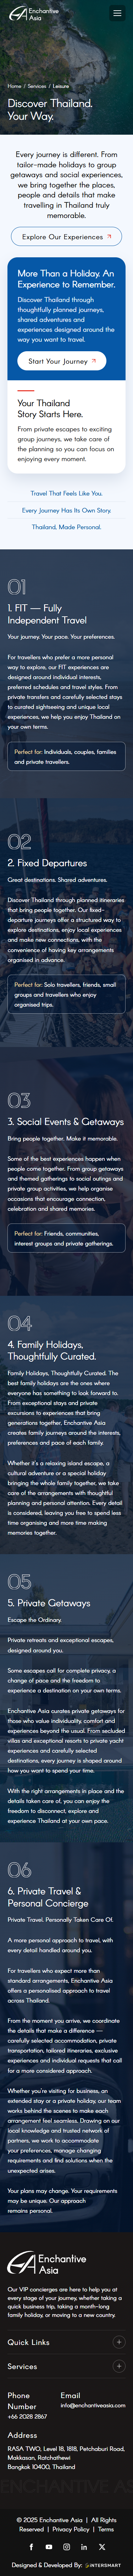 Enchantive
Asia
Home / Services / Leisure
Discover Thailand.
Your Way.
Every journey is different. From
tailor-made holidays to group
getaways and social experiences,
we bring together the places,
people and details that make
travelling in Thailand truly
memorable.
Explore Our Experiences
More Than a Holiday. An
Experience to Remember.
Discover Thailand through
thoughtfully planned journeys,
shared adventures and
experiences designed around the
way you want to travel.
Start Your Journey
Your Thailand
Story Starts Here.
From private escapes to exciting
group journeys, we take care of
the planning so you can focus on
enjoying every moment.
Travel That Feels Like You.
Every Journey Has Its Own Story.
Thailand, Made Personal.
01
1. FIT — Fully
Independent Travel
Your journey. Your pace. Your preferences.
For travellers who prefer a more personal
way to explore, our FIT experiences are
designed around individual interests,
preferred schedules and travel styles. From
private transfers and carefully selected stays
to curated sightseeing and unique local
experiences, we help you enjoy Thailand on
your own terms.
Perfect for: Individuals, couples, families
and private travellers.
02
2. Fixed Departures
Great destinations. Shared adventures.
Discover Thailand through planned itineraries
that bring people together. Our fixed-
departure journeys offer a structured way to
explore destinations, enjoy local experiences
and make new connections, with the
convenience of having key arrangements
organised in advance.
Perfect for: Solo travellers, friends, small
groups and travellers who enjoy
organised trips.
03
3. Social Events & Getaways
Bring people together. Make it memorable.
Some of the best experiences happen when
people come together. From group getaways
and themed gatherings to social outings and
private group activities, we help organise
occasions that encourage connection,
celebration and shared memories.
Perfect for: Friends, communities,
interest groups and private gatherings.
04
4. Family Holidays,
Thoughtfully Curated.
Family Holidays, Thoughtfully Curated. The
best family holidays are the ones where
everyone has something to look forward to.
From exceptional stays and private
excursions to experiences that bring
generations together, Enchantive Asia
creates family journeys around the interests,
preferences and pace of each family.
Whether it's a relaxing island escape, a
cultural adventure or a special holiday
bringing the whole family together, we take
care of the arrangements with thoughtful
planning and personal attention. Every detail
is considered, leaving you free to spend less
time organising and more time making
memories together.
05
5. Private Getaways
Escape the Ordinary.
Private retreats and exceptional escapes,
designed around you.
Some escapes call for complete privacy, a
change of pace and the freedom to
experience a destination on your own terms.
Enchantive Asia curates private getaways for
those who value individuality, comfort and
experiences beyond the usual. From secluded
villas and exceptional resorts to private yacht
experiences and carefully selected
destinations, every journey is shaped around
how you want to spend your time.
With the right arrangements in place and the
details taken care of, you can enjoy the
freedom to disconnect, explore and
experience Thailand at your own pace.
06
6. Private Travel &
Personal Concierge
Private Travel. Personally Taken Care Of.
A more personal approach to travel, with
every detail handled around you.
For travellers who expect more than
standard arrangements, Enchantive Asia
offers a personalised approach to travel
across Thailand.
From the moment you arrive, we coordinate
the details that make a difference —
carefully selected accommodation, private
transportation, tailored itineraries, exclusive
experiences and individual requests that call
for a more considered approach.
Whether you're visiting for business, an
extended stay or a private holiday, our team
works behind the scenes to make each
arrangement feel seamless. Drawing on our
local knowledge and trusted network of
partners, we work to accommodate
your preferences, manage changing
requirements and find solutions when the
unexpected arises.
Your plans may change. Your requirements
may be unique. Our approach
remains personal.
Enchantive
Asia
Our VIP concierges are here to help you at
every stage of your journey, whether taking a
quick business trip, taking a month-long
family holiday, or moving to a new country.
Quick Links
Services
Phone
Number
+66 2028 2867
Email
info@enchantiveasia.com
Address
RASA TWO, Level 18, 1818, Petchaburi Road,
Makkasan, Ratchathewi
Bangkok 10400, Thailand
ENCHANTIVE ASIA
© 2025 Enchantive Asia | All Rights
Reserved | Privacy Policy | Terms
Designed & Developed By: INTERSMART